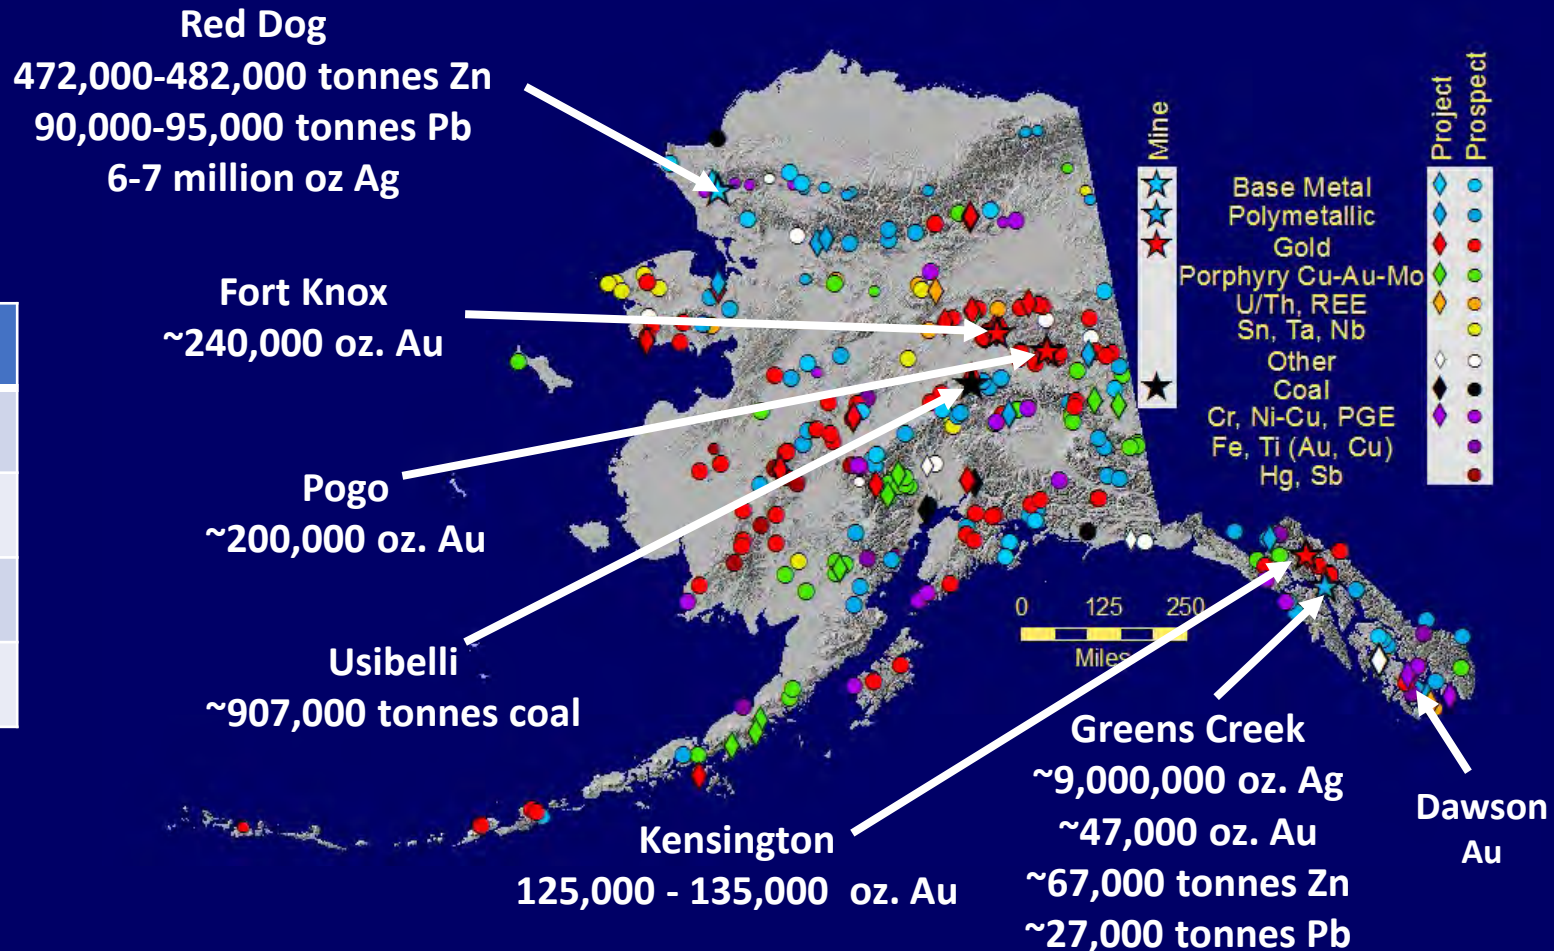 Red Dog
472,000-482,000 tonnes Zn
90,000-95,000 tonnes Pb
6-7 million oz Ag
Fort Knox
~240,000 oz. Au
Pogo
~200,000 oz. Au
Usibelli
~907,000 tonnes coal
Kensington
125,000 - 135,000 oz. Au
Greens Creek
~9,000,000 oz. Ag
~47,000 oz. Au
~67,000 tonnes Zn
~27,000 tonnes Pb
Dawson
Au
Mine
Project
Prospect
Base Metal
Polymetallic
Gold
Porphyry Cu-Au-Mo
U/Th, REE
Sn, Ta, Nb
Other
Coal
Cr, Ni-Cu, PGE
Fe, Ti (Au, Cu)
Hg, Sb
0 125 250
Miles